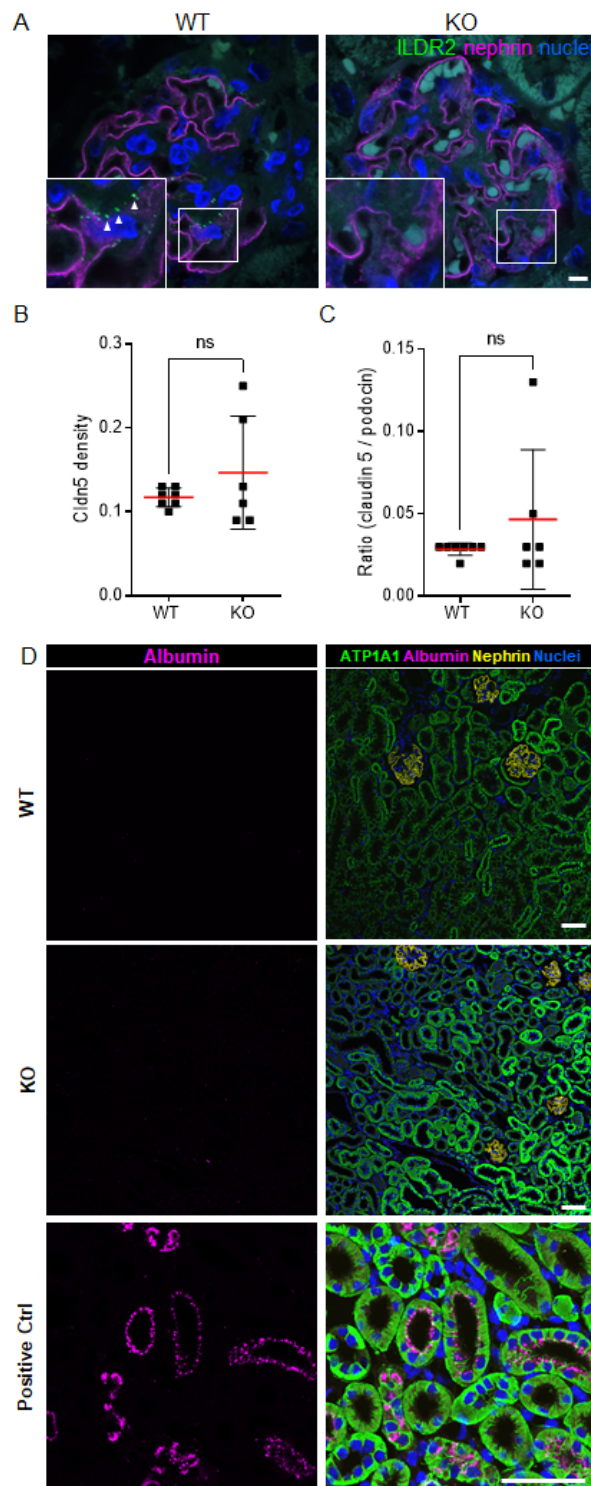 A
WT
KO
ILDR2 nephrin nuclei
B
C
ns
ns
Cldn5 density
0.3
0.2
0.1
0.0
WT
KO
Ratio (claudin 5 / podocin)
0.15
0.10
0.05
0.00
WT
KO
D
Albumin
ATP1A1 Albumin Nephrin Nuclei
WT
KO
Positive Ctrl